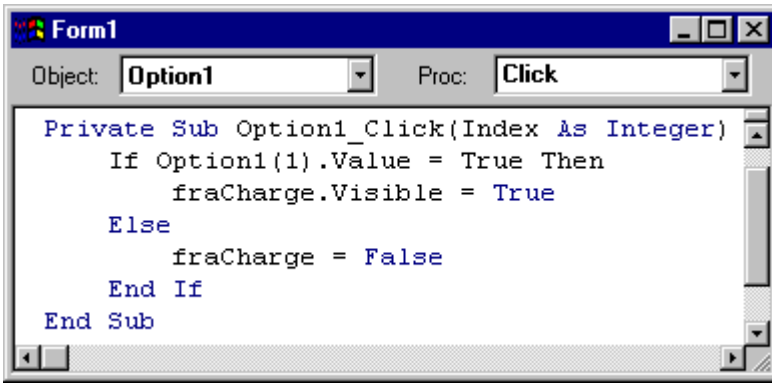 Form1
Object: Option1 Proc: Click
Private Sub Option1_Click(Index As Integer)
If Option1(1).Value = True Then
fraCharge.Visible = True
Else
fraCharge = False
End If
End Sub